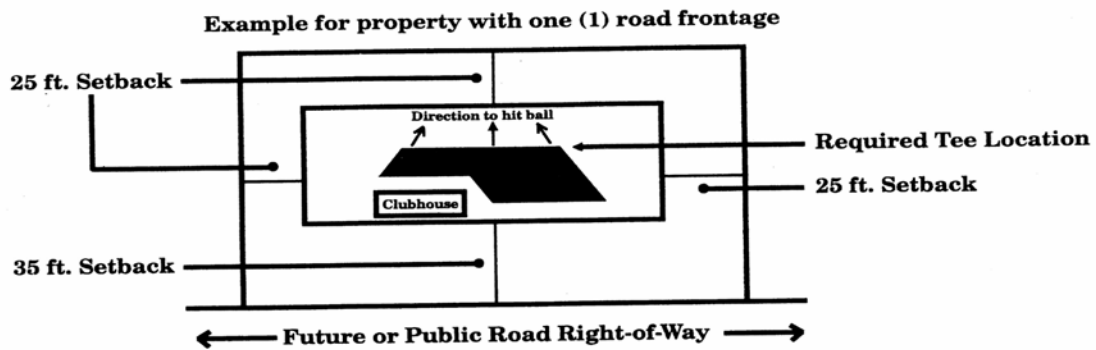 Example for property with one (1) road frontage
25 ft. Setback
Direction to hit ball
Required Tee Location
25 ft. Setback
Clubhouse
35 ft. Setback
Future or Public Road Right-of-Way